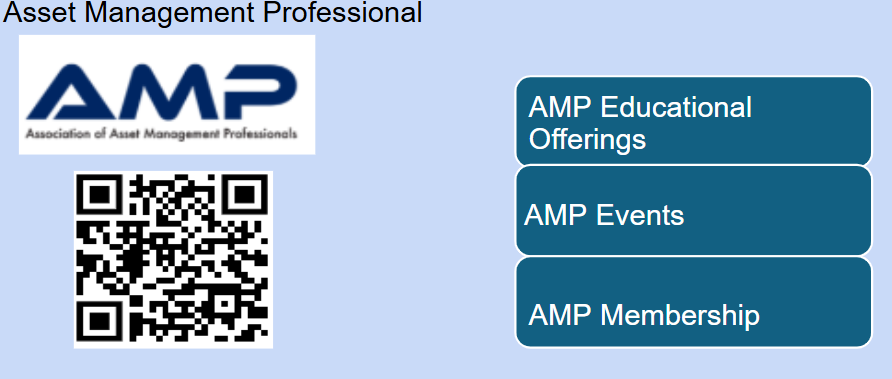 Asset Management Professional
AMP
Association of Asset Management Professionals
AMP Educational
Offerings
AMP Events
AMP Membership